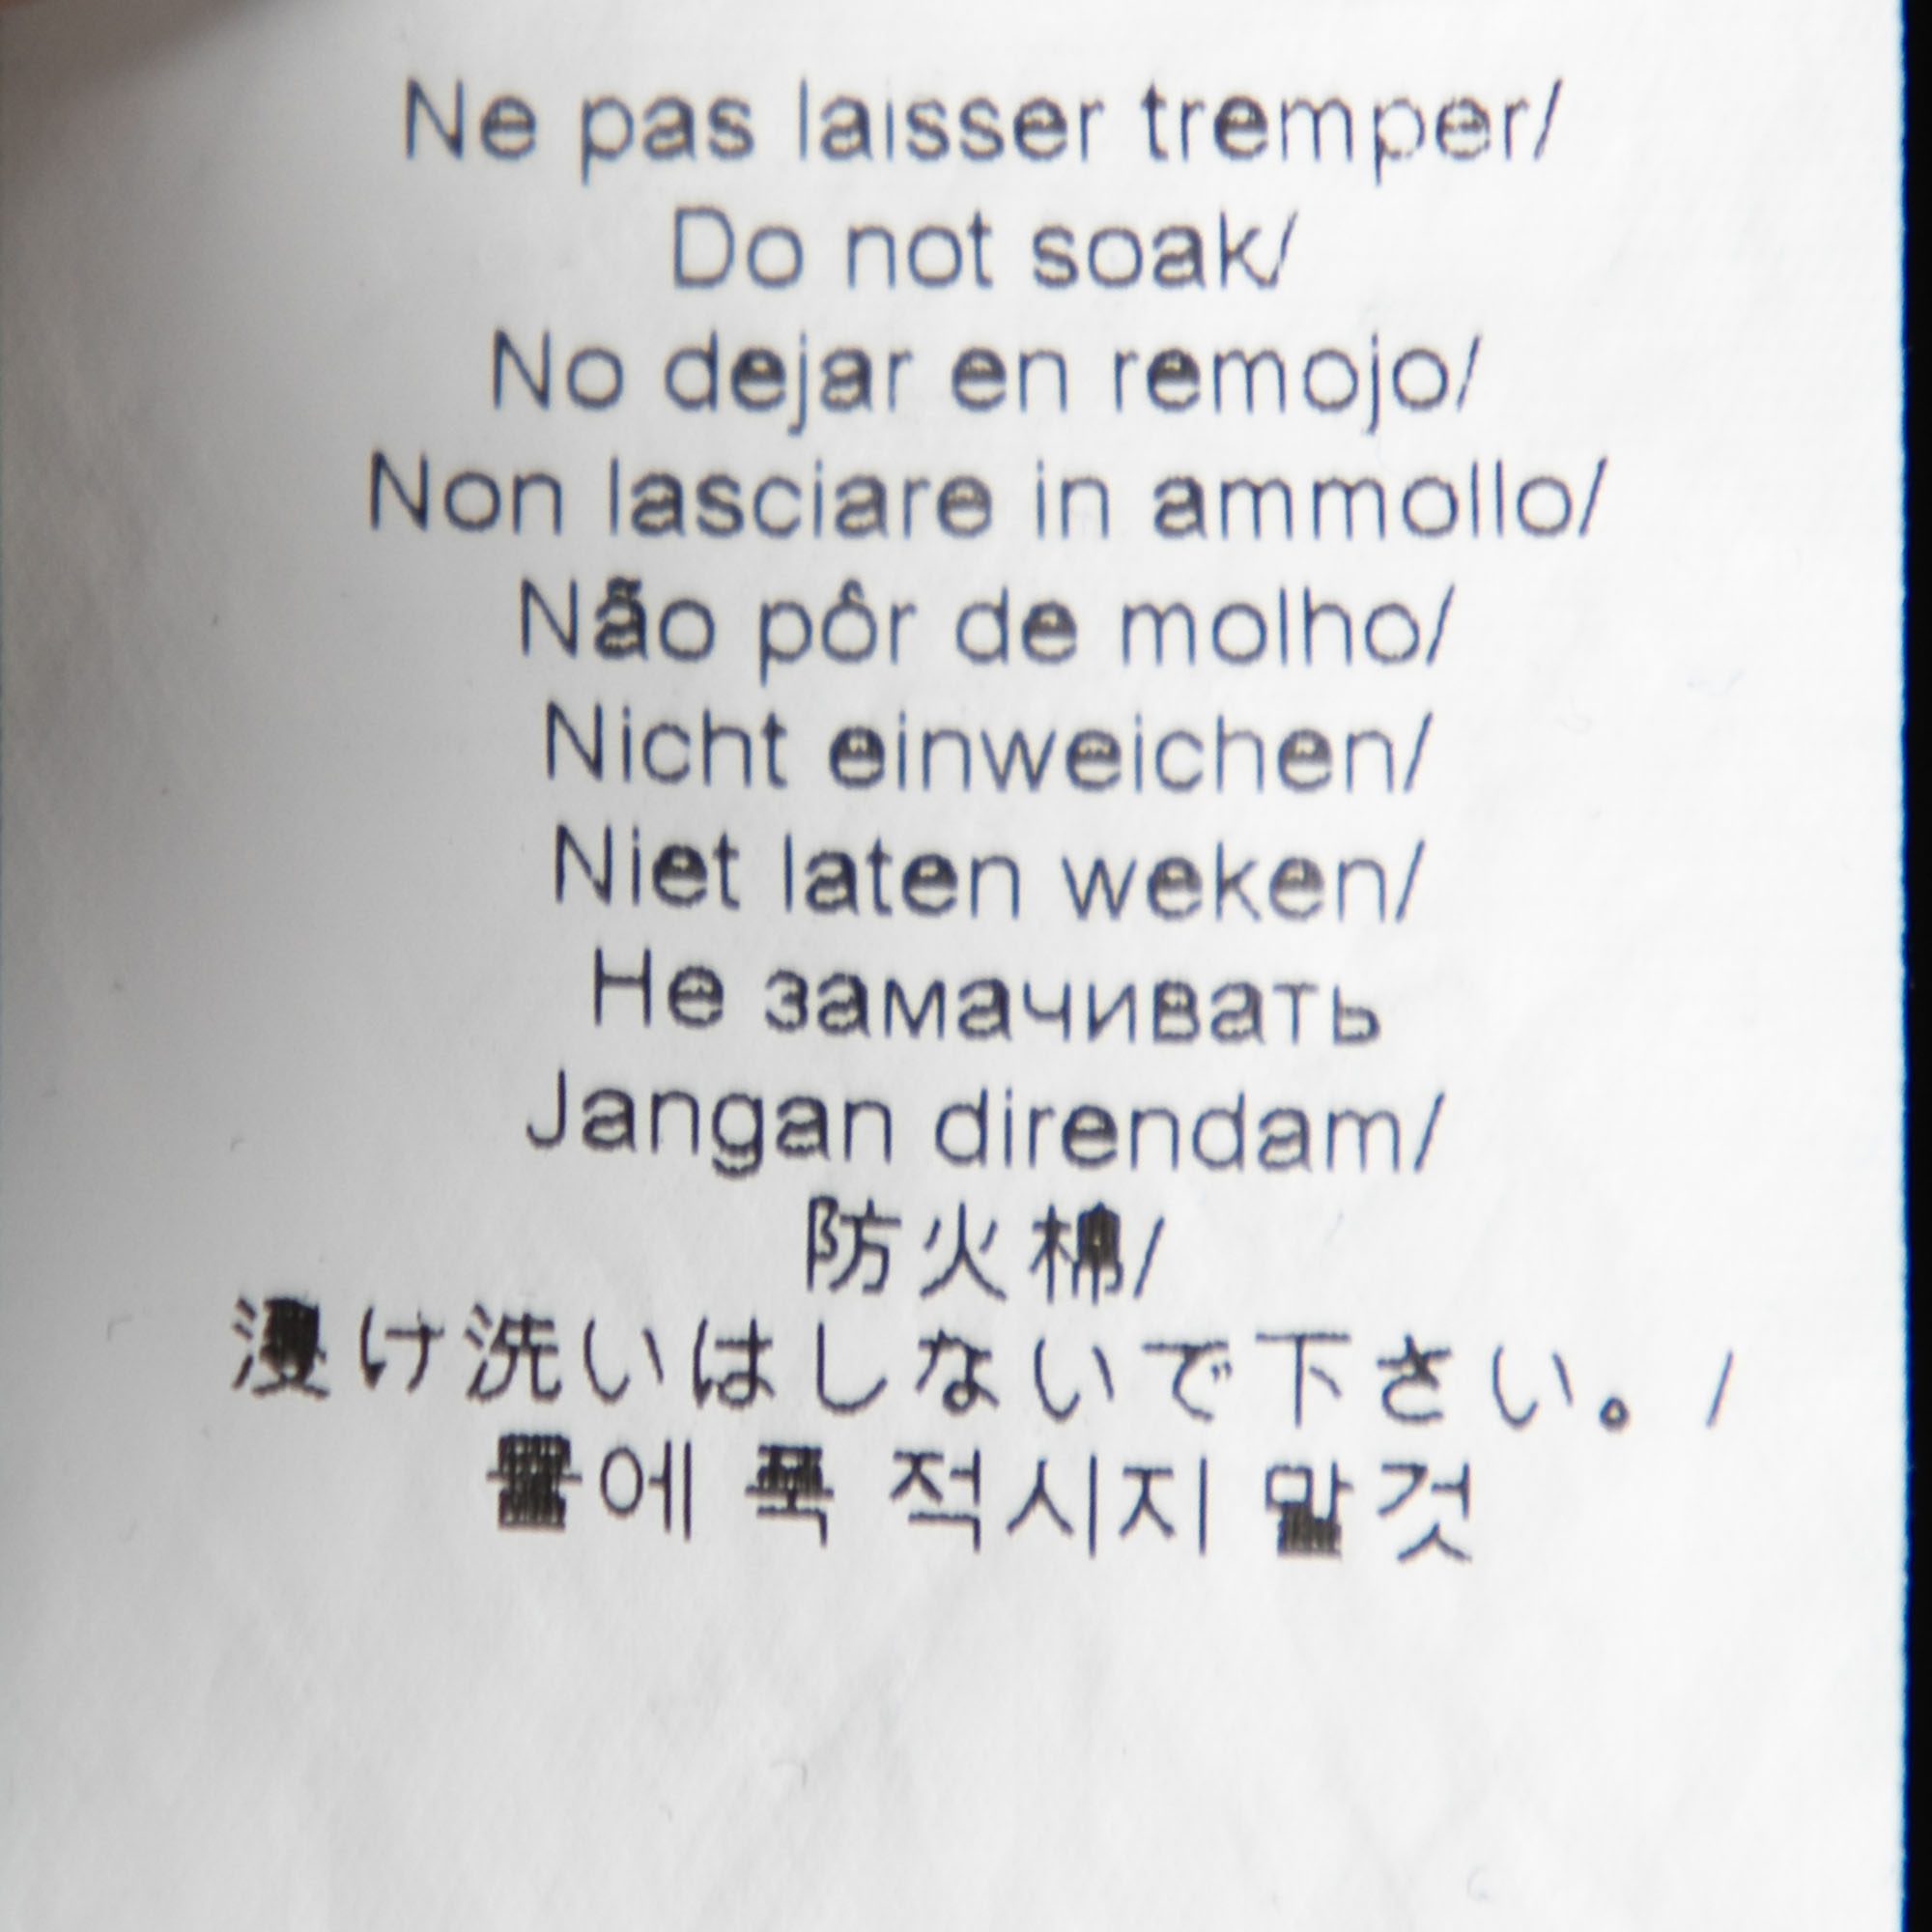 Ne pas laisser tremper/
Do not soak/
No dejar en remojo/
Non lasciare in ammollo/
Não pôr de molho/
Nicht einweichen/
Niet laten weken/
Не замачивать
Jangan direndam/
防火棉/
浸け洗いはしないで下さい。 /
물에 푹 적시지 말것